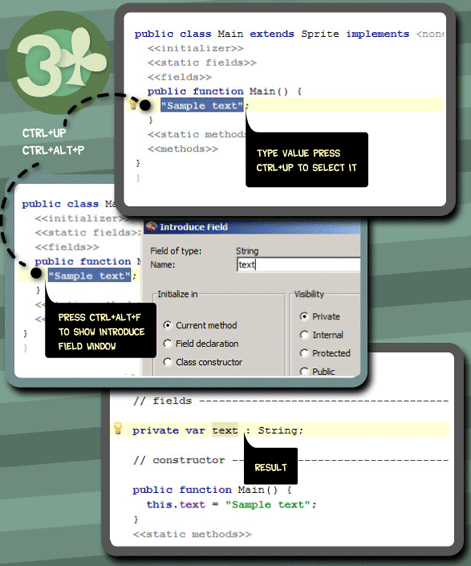 3
CTRL+UP
CTRL+ALT+P
public class Main extends Sprite implements <none
<<initializer>>
<<static fields>>
<<fields>>
public function Main() {
"Sample text";
}
<<static methods
<<methods>>
}
}
TYPE VALUE PRESS
CTRL+UP TO SELECT IT
public class Ma
<<initializer>
<<static field
<<fields>>
public function M
"Sample text";
}
<<
<<
}
}
PRESS CTRL+ALT+F
TO SHOW INTRODUCE
FIELD WINDOW
Introduce Field
Field of type: String
Name: text
Initialize in
Current method
Field declaration
Class constructor
Visibility
Private
Internal
Protected
Public
// fields ------------------------------------
private var text : String;
RESULT
// constructor -------------------------------
public function Main() {
this.text = "Sample text";
}
<<static methods>>